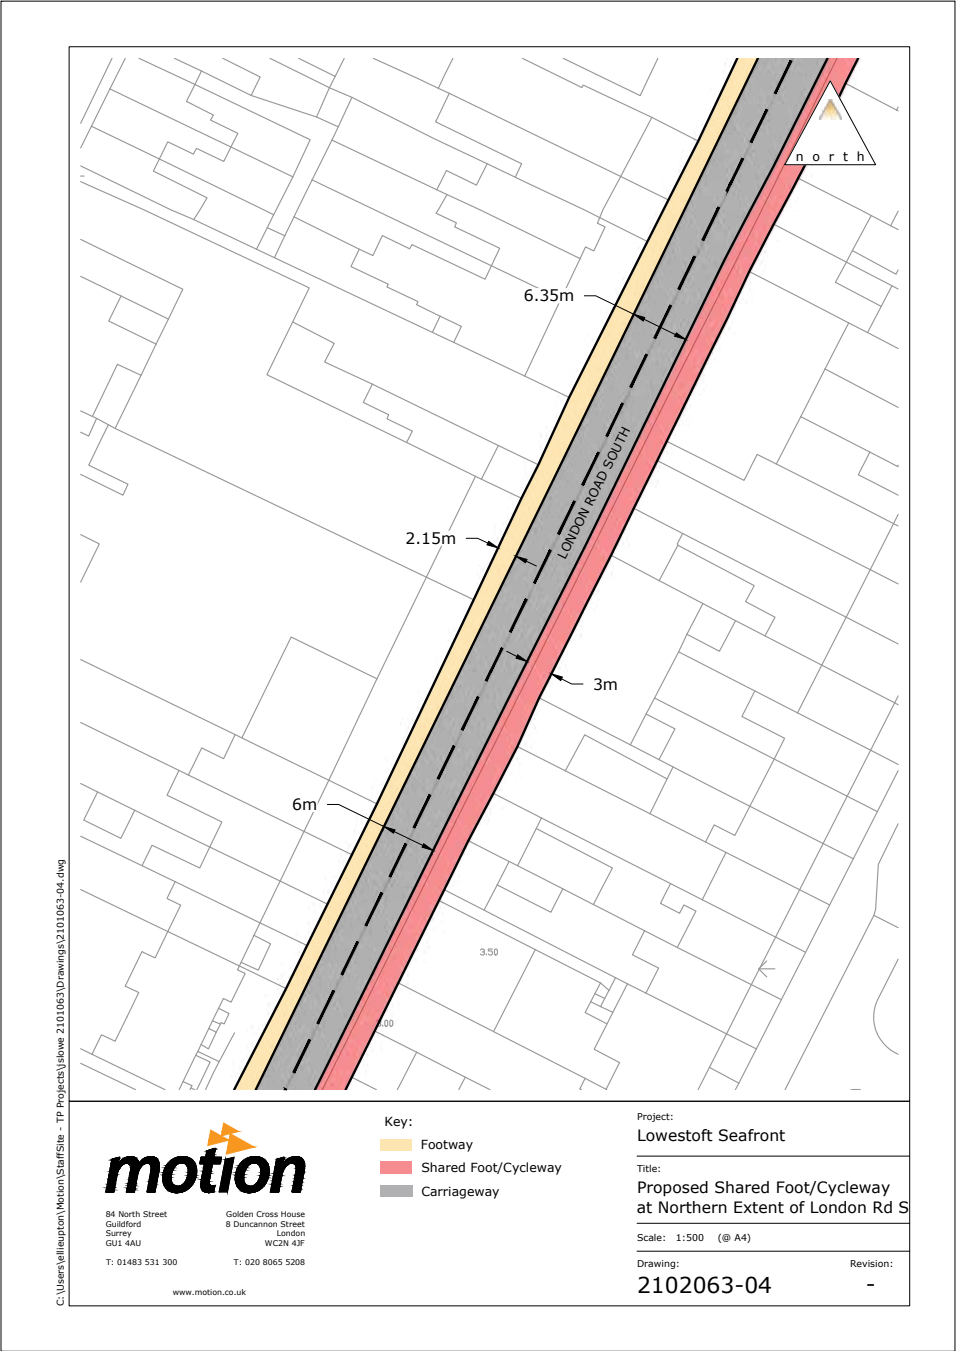 north
6.35m
LONDON ROAD SOUTH
2.15m
3m
6m
3.50
.00
C:\Users\ellieupton\Motion\StaffSite - TP Projects\jslowe 2101063\Drawings\2101063-04.dwg
motion
84 North Street
Guildford
Surrey
GU1 4AU
T: 01483 531 300
Golden Cross House
8 Duncannon Street
London
WC2N 4JF
T: 020 8065 5208
www.motion.co.uk
Key:
Footway
Shared Foot/Cycleway
Carriageway
Project:
Lowestoft Seafront
Title:
Proposed Shared Foot/Cycleway
at Northern Extent of London Rd S
Scale: 1:500 (@ A4)
Drawing:
2102063-04
Revision:
-